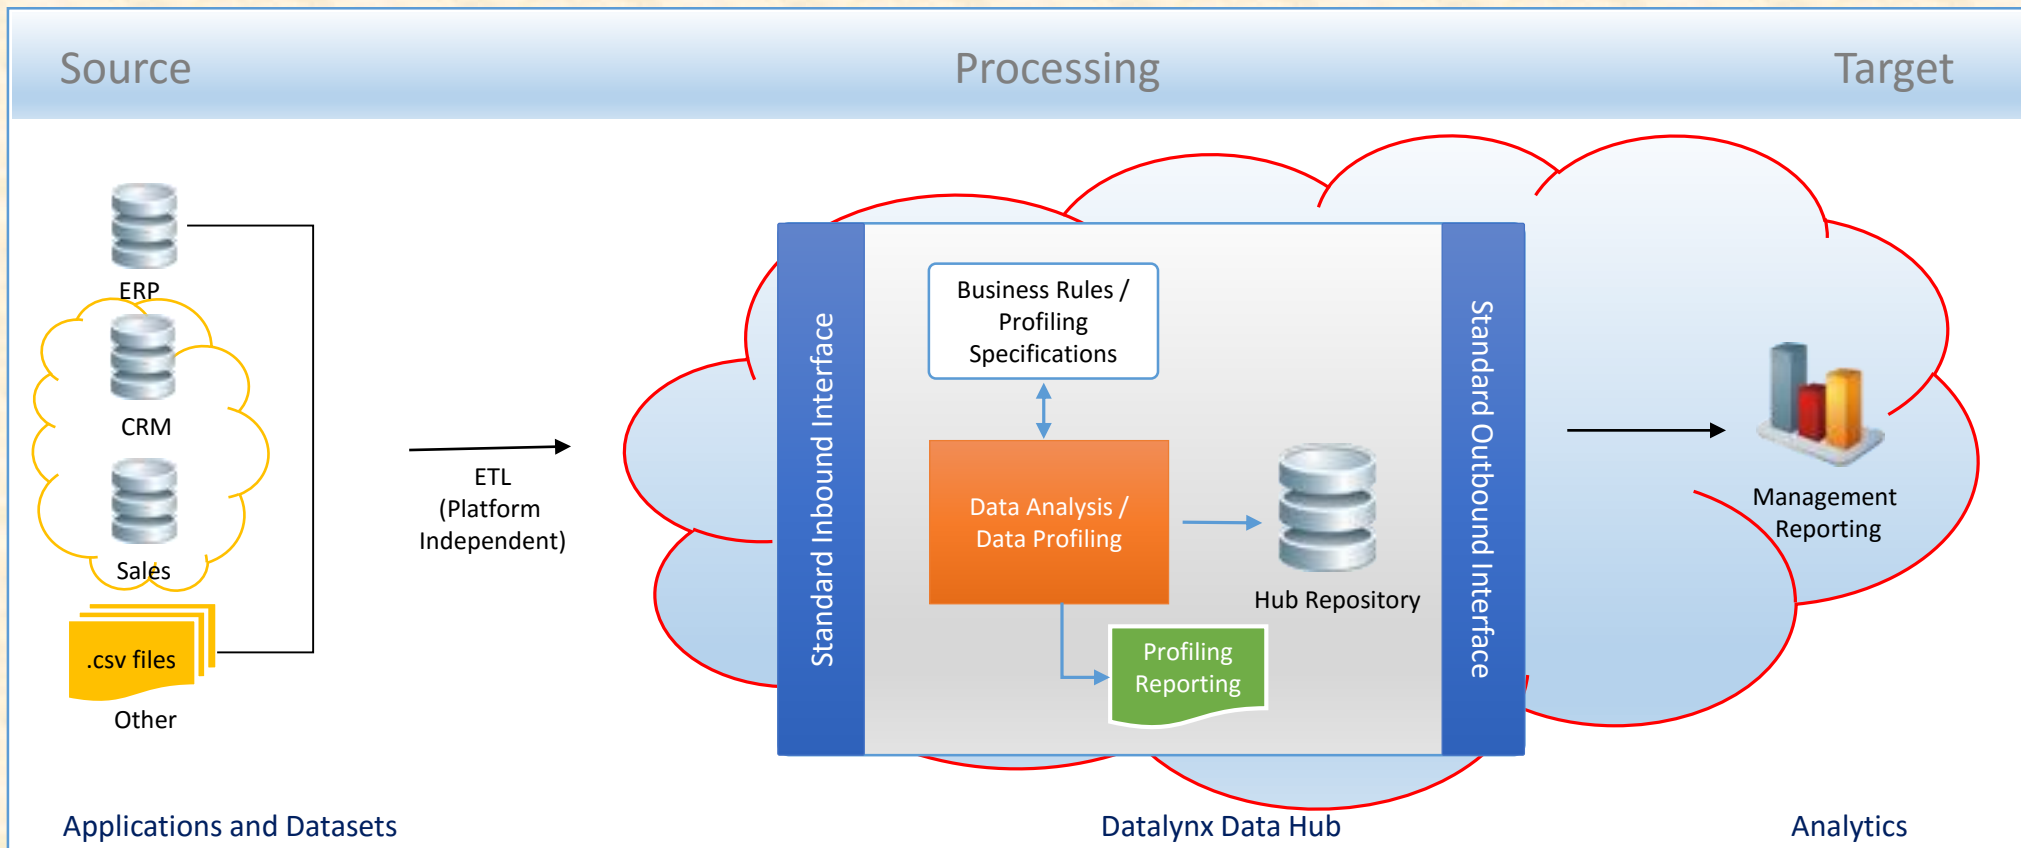 Source
Processing
Target
ERP
CRM
Sales
.csv files
Other
ETL
(Platform
Independent)
Standard Inbound Interface
Business Rules /
Profiling
Specifications
Data Analysis /
Data Profiling
Hub Repository
Profiling
Reporting
Standard Outbound Interface
Management
Reporting
Applications and Datasets
Datalynx Data Hub
Analytics